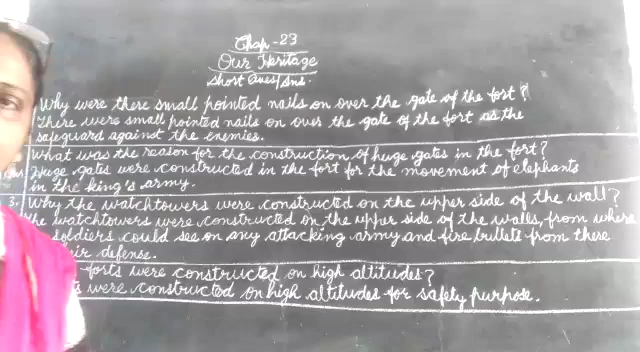 Chap - 23
Our Heritage
Short Ques/Ans.
Why were there small pointed nails on over the gate of the fort?
There were small pointed nails on over the gate of the fort as the
safeguard against the enemies.
What was the reason for the construction of huge gates in the fort?
Huge gates were constructed in the fort for the movement of elephants
in the king's army.
3. Why the watchtowers were constructed on the upper side of the wall?
The watchtowers were constructed on the upper side of the walls, from where
soldiers could see on any attacking army and fire bullets from there
defense.
forts were constructed on high altitudes?
were constructed on high altitudes for safety purpose.